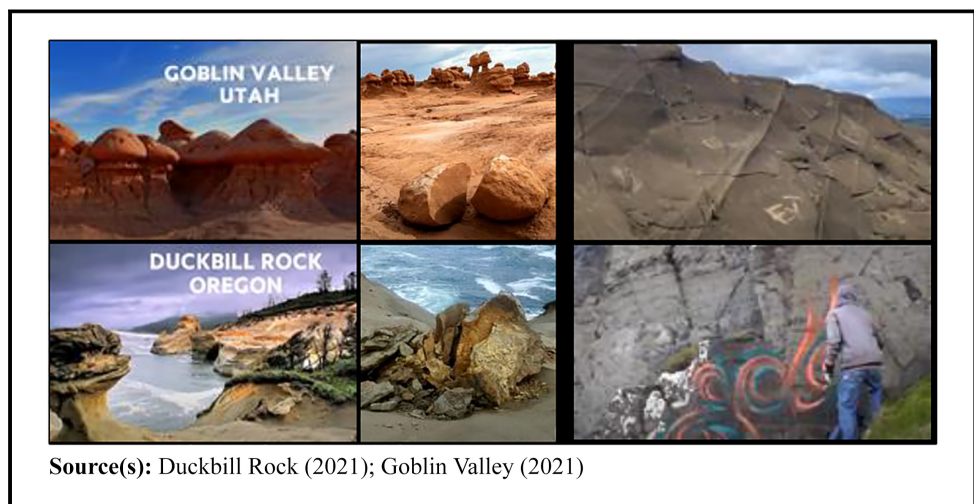 GOBLIN VALLEY
UTAH
DUCKBILL ROCK
OREGON
Source(s): Duckbill Rock (2021); Goblin Valley (2021)